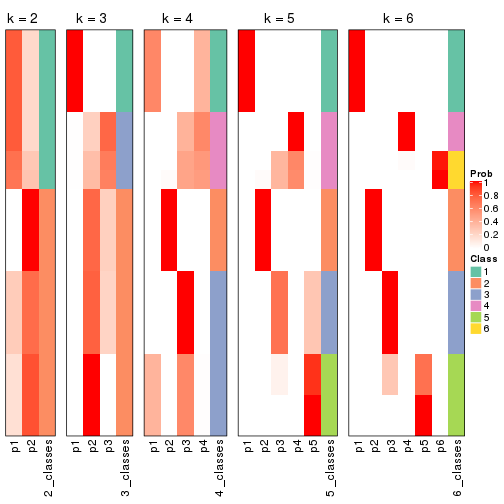 k = 2
k = 3
k = 4
k = 5
k = 6
Prob
1
0.8
0.6
0.4
0.2
0
Class
1
2
3
4
5
6
p1
p2
2_classes
p1
p2
p3
3_classes
p1
p2
p3
p4
4_classes
p1
p2
p3
p4
p5
5_classes
p1
p2
p3
p4
p5
p6
6_classes